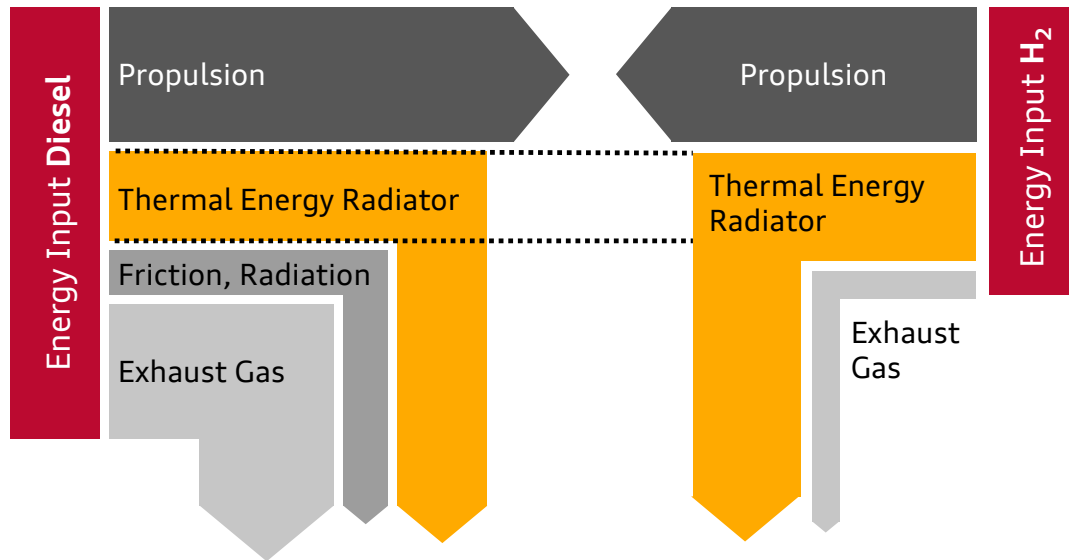 Energy Input Diesel
Propulsion
Thermal Energy Radiator
Friction, Radiation
Exhaust Gas
Propulsion
Thermal Energy
Radiator
Exhaust
Gas
Energy Input H₂